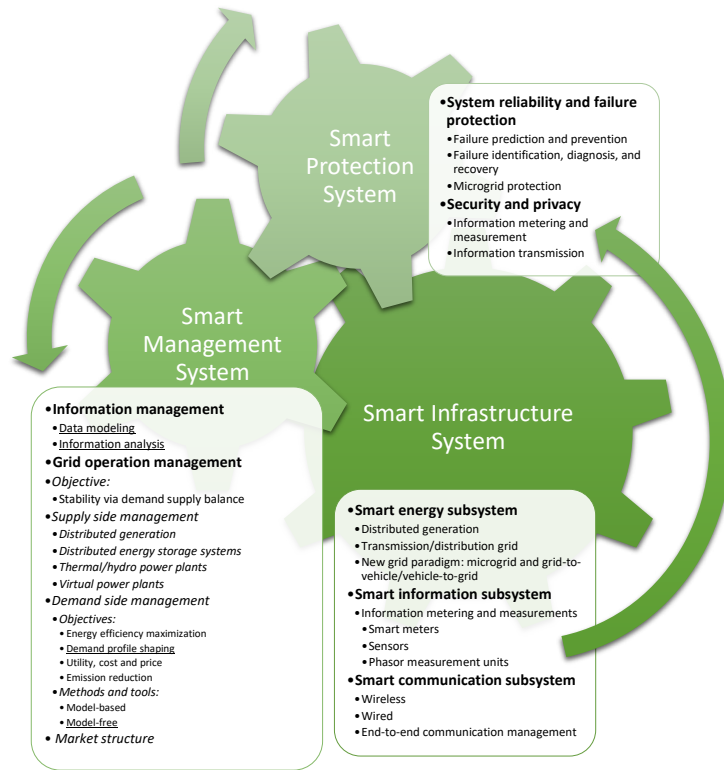 Smart
Protection
System
•System reliability and failure
protection
•Failure prediction and prevention
•Failure identification, diagnosis, and
recovery
•Microgrid protection
•Security and privacy
•Information metering and
measurement
•Information transmission
Smart
Management
System
•Information management
•Data modeling
•Information analysis
•Grid operation management
•Objective:
•Stability via demand supply balance
•Supply side management
•Distributed generation
•Distributed energy storage systems
•Thermal/hydro power plants
•Virtual power plants
•Demand side management
•Objectives:
•Energy efficiency maximization
•Demand profile shaping
•Utility, cost and price
•Emission reduction
•Methods and tools:
•Model-based
•Model-free
• Market structure
Smart Infrastructure
System
•Smart energy subsystem
•Distributed generation
•Transmission/distribution grid
•New grid paradigm: microgrid and grid-to-
vehicle/vehicle-to-grid
•Smart information subsystem
•Information metering and measurements
•Smart meters
•Sensors
•Phasor measurement units
•Smart communication subsystem
•Wireless
•Wired
•End-to-end communication management